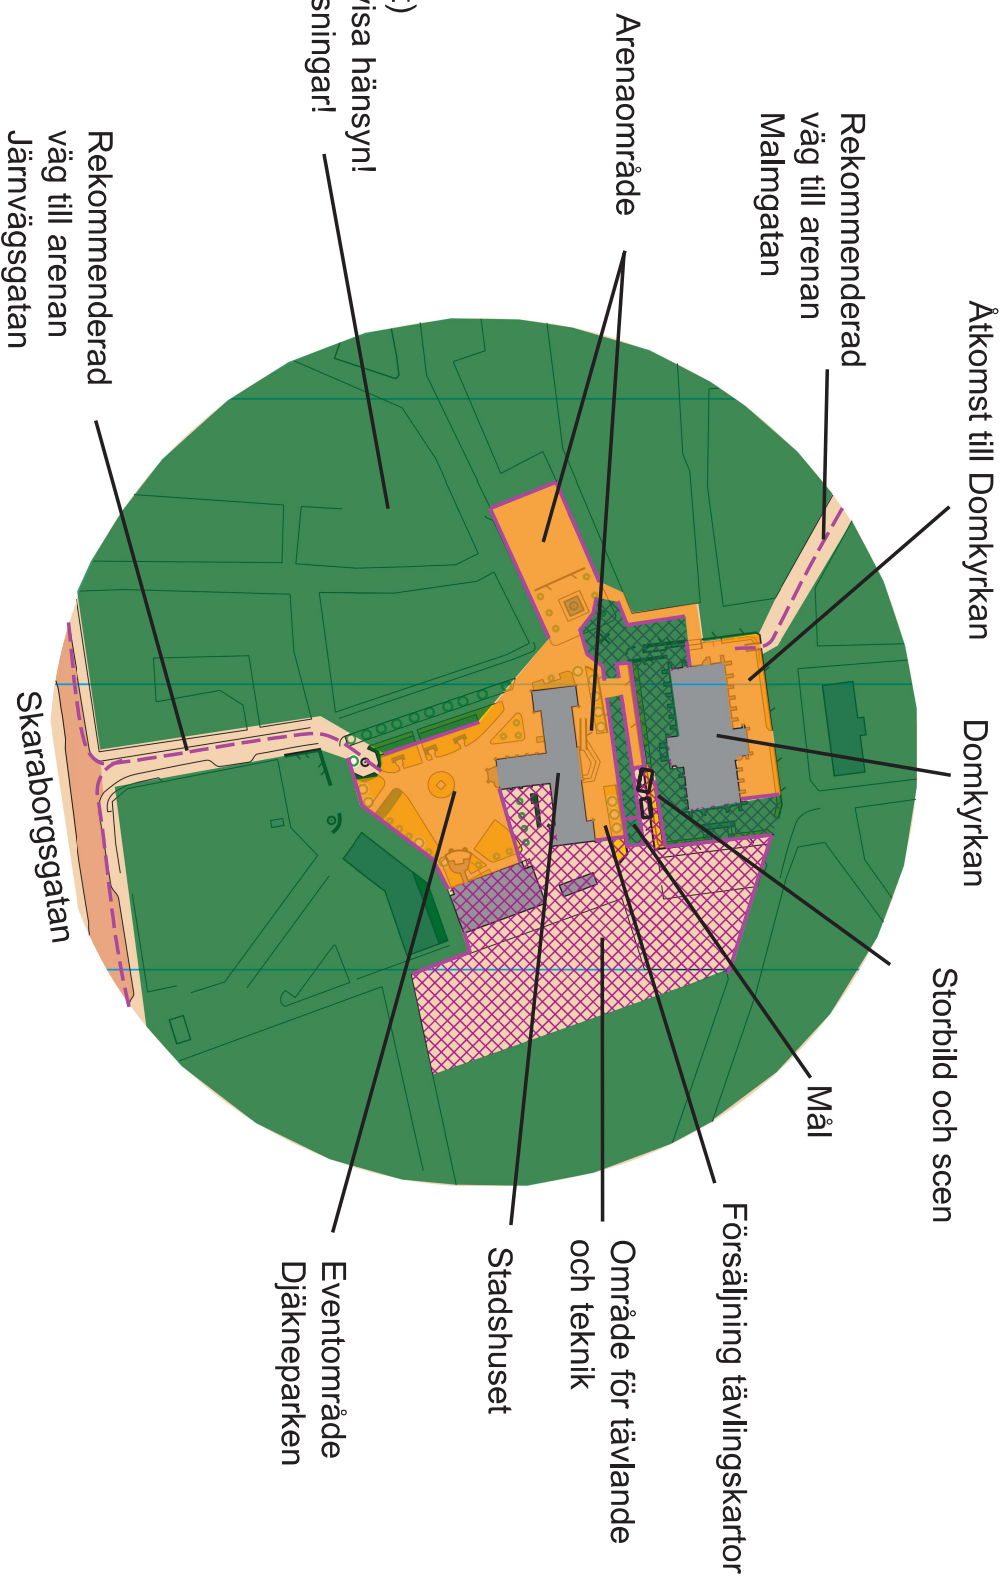 Åtkomst till Domkyrkan
Domkyrkan
Storbild och scen
Rekommenderad
väg till arenan
Malmgatan
Mål
Försäljning tävlingskartor
Arenaområde
Område för tävlande
och teknik
Stadshuset
visa hänsyn!
sningar!
Eventområde
Djäkneparken
Rekommenderad
väg till arenan
Järnvägsgatan
Skaraborgsgatan